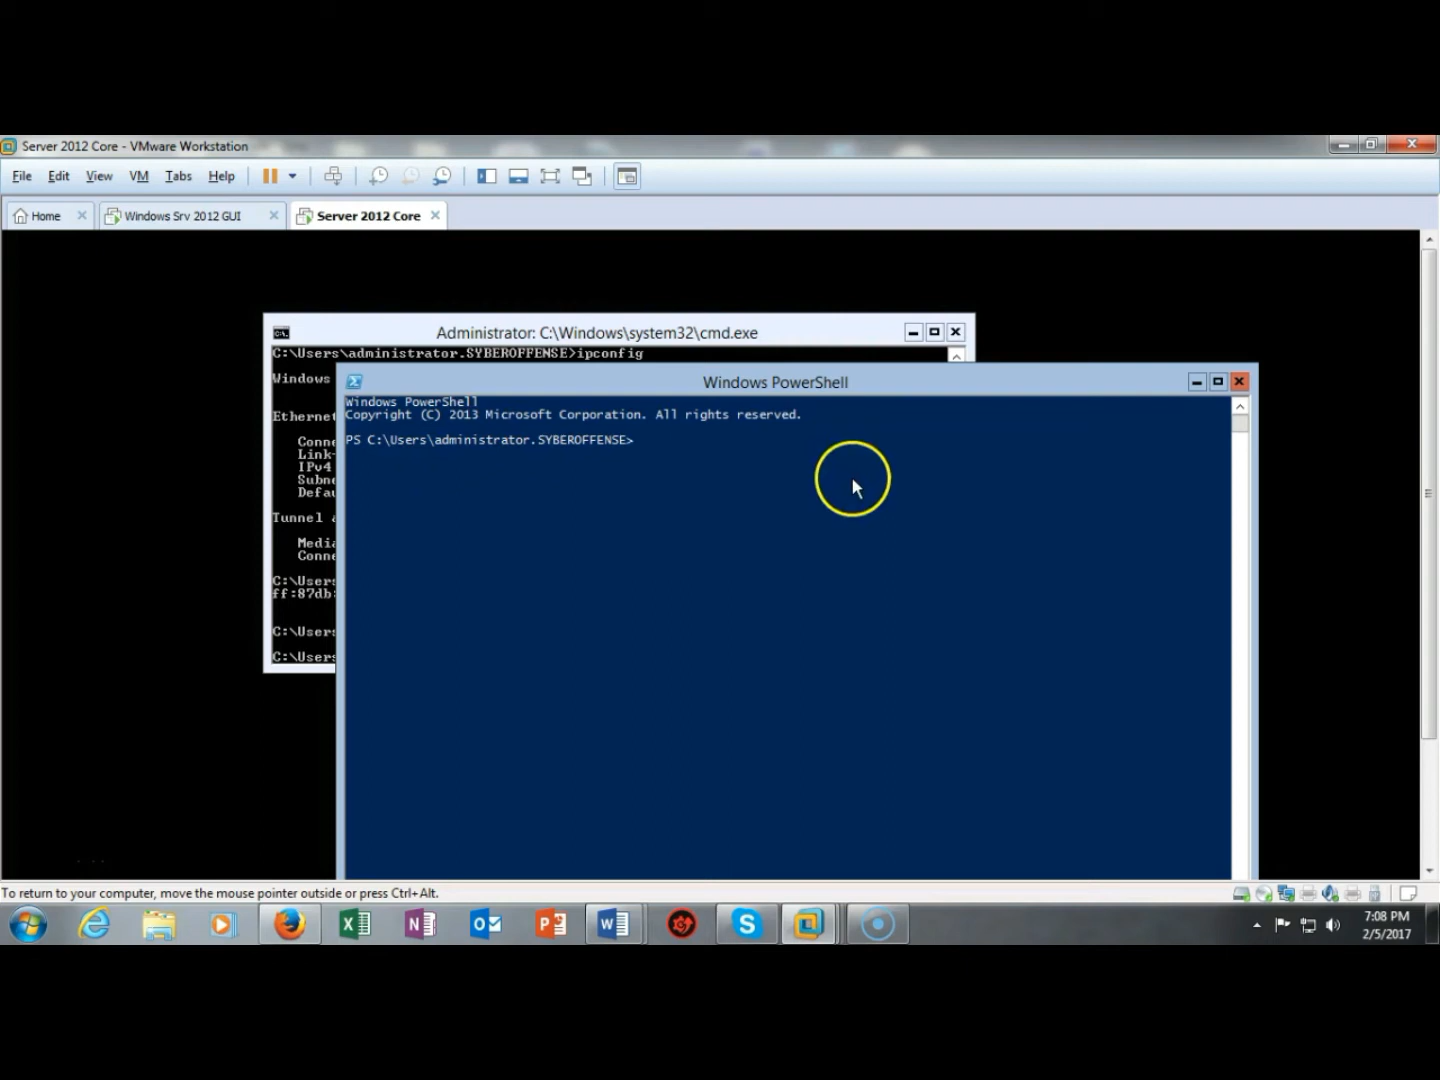 Server 2012 Core - VMware Workstation
File Edit View VM Tabs Help
Home Windows Srv 2012 GUI Server 2012 Core
Administrator: C:\Windows\system32\cmd.exe
C:\Users\administrator.SYBEROFFENSE>ipconfig
Windows
Ethernet
Conne
Link-
IPv4
Subne
Defau
Tunnel a
Media
Conne
C:\Users
ff:87db:
C:\Users
C:\Users
Windows PowerShell
Windows PowerShell
Copyright (C) 2013 Microsoft Corporation. All rights reserved.
PS C:\Users\administrator.SYBEROFFENSE>
To return to your computer, move the mouse pointer outside or press Ctrl+Alt.
7:08 PM
2/5/2017